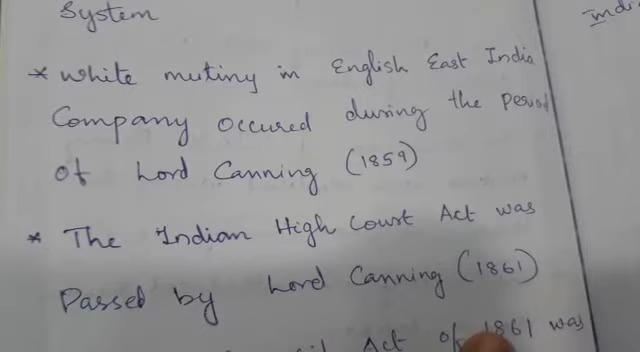 System
* White mutiny in English East India
Company occured during the period
of Lord Canning (1859)
* The Indian High Court Act was
Passed by Lord Canning (1861)
Act of 1861 was